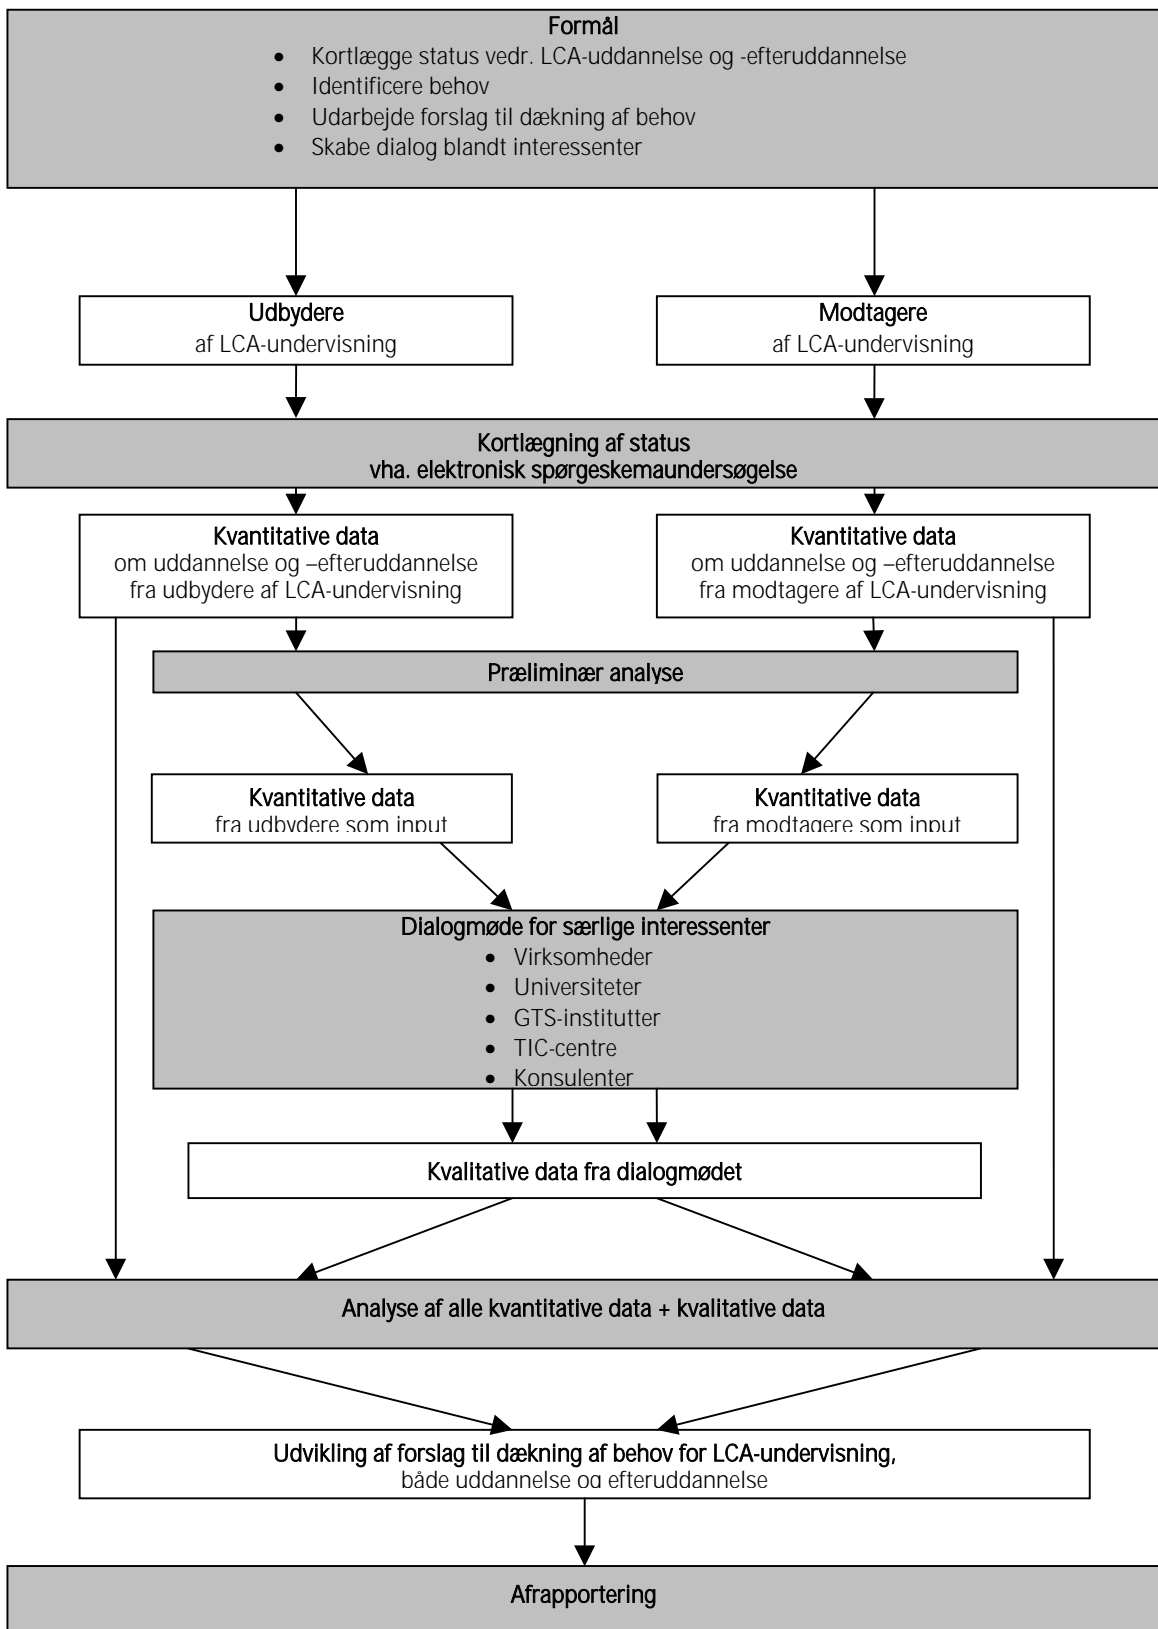 Formål
• Kortlægge status vedr. LCA-uddannelse og -efteruddannelse
• Identificere behov
• Udarbejde forslag til dækning af behov
• Skabe dialog blandt interessenter
Udbydere
af LCA-undervisning
Modtagere
af LCA-undervisning
Kortlægning af status
vha. elektronisk spørgeskemaundersøgelse
Kvantitative data
om uddannelse og –efteruddannelse
fra udbydere af LCA-undervisning
Kvantitative data
om uddannelse og –efteruddannelse
fra modtagere af LCA-undervisning
Præliminær analyse
Kvantitative data
fra udbydere som input
Kvantitative data
fra modtagere som input
Dialogmøde for særlige interessenter
• Virksomheder
• Universiteter
• GTS-institutter
• TIC-centre
• Konsulenter
Kvalitative data fra dialogmødet
Analyse af alle kvantitative data + kvalitative data
Udvikling af forslag til dækning af behov for LCA-undervisning,
både uddannelse og efteruddannelse
Afrapportering